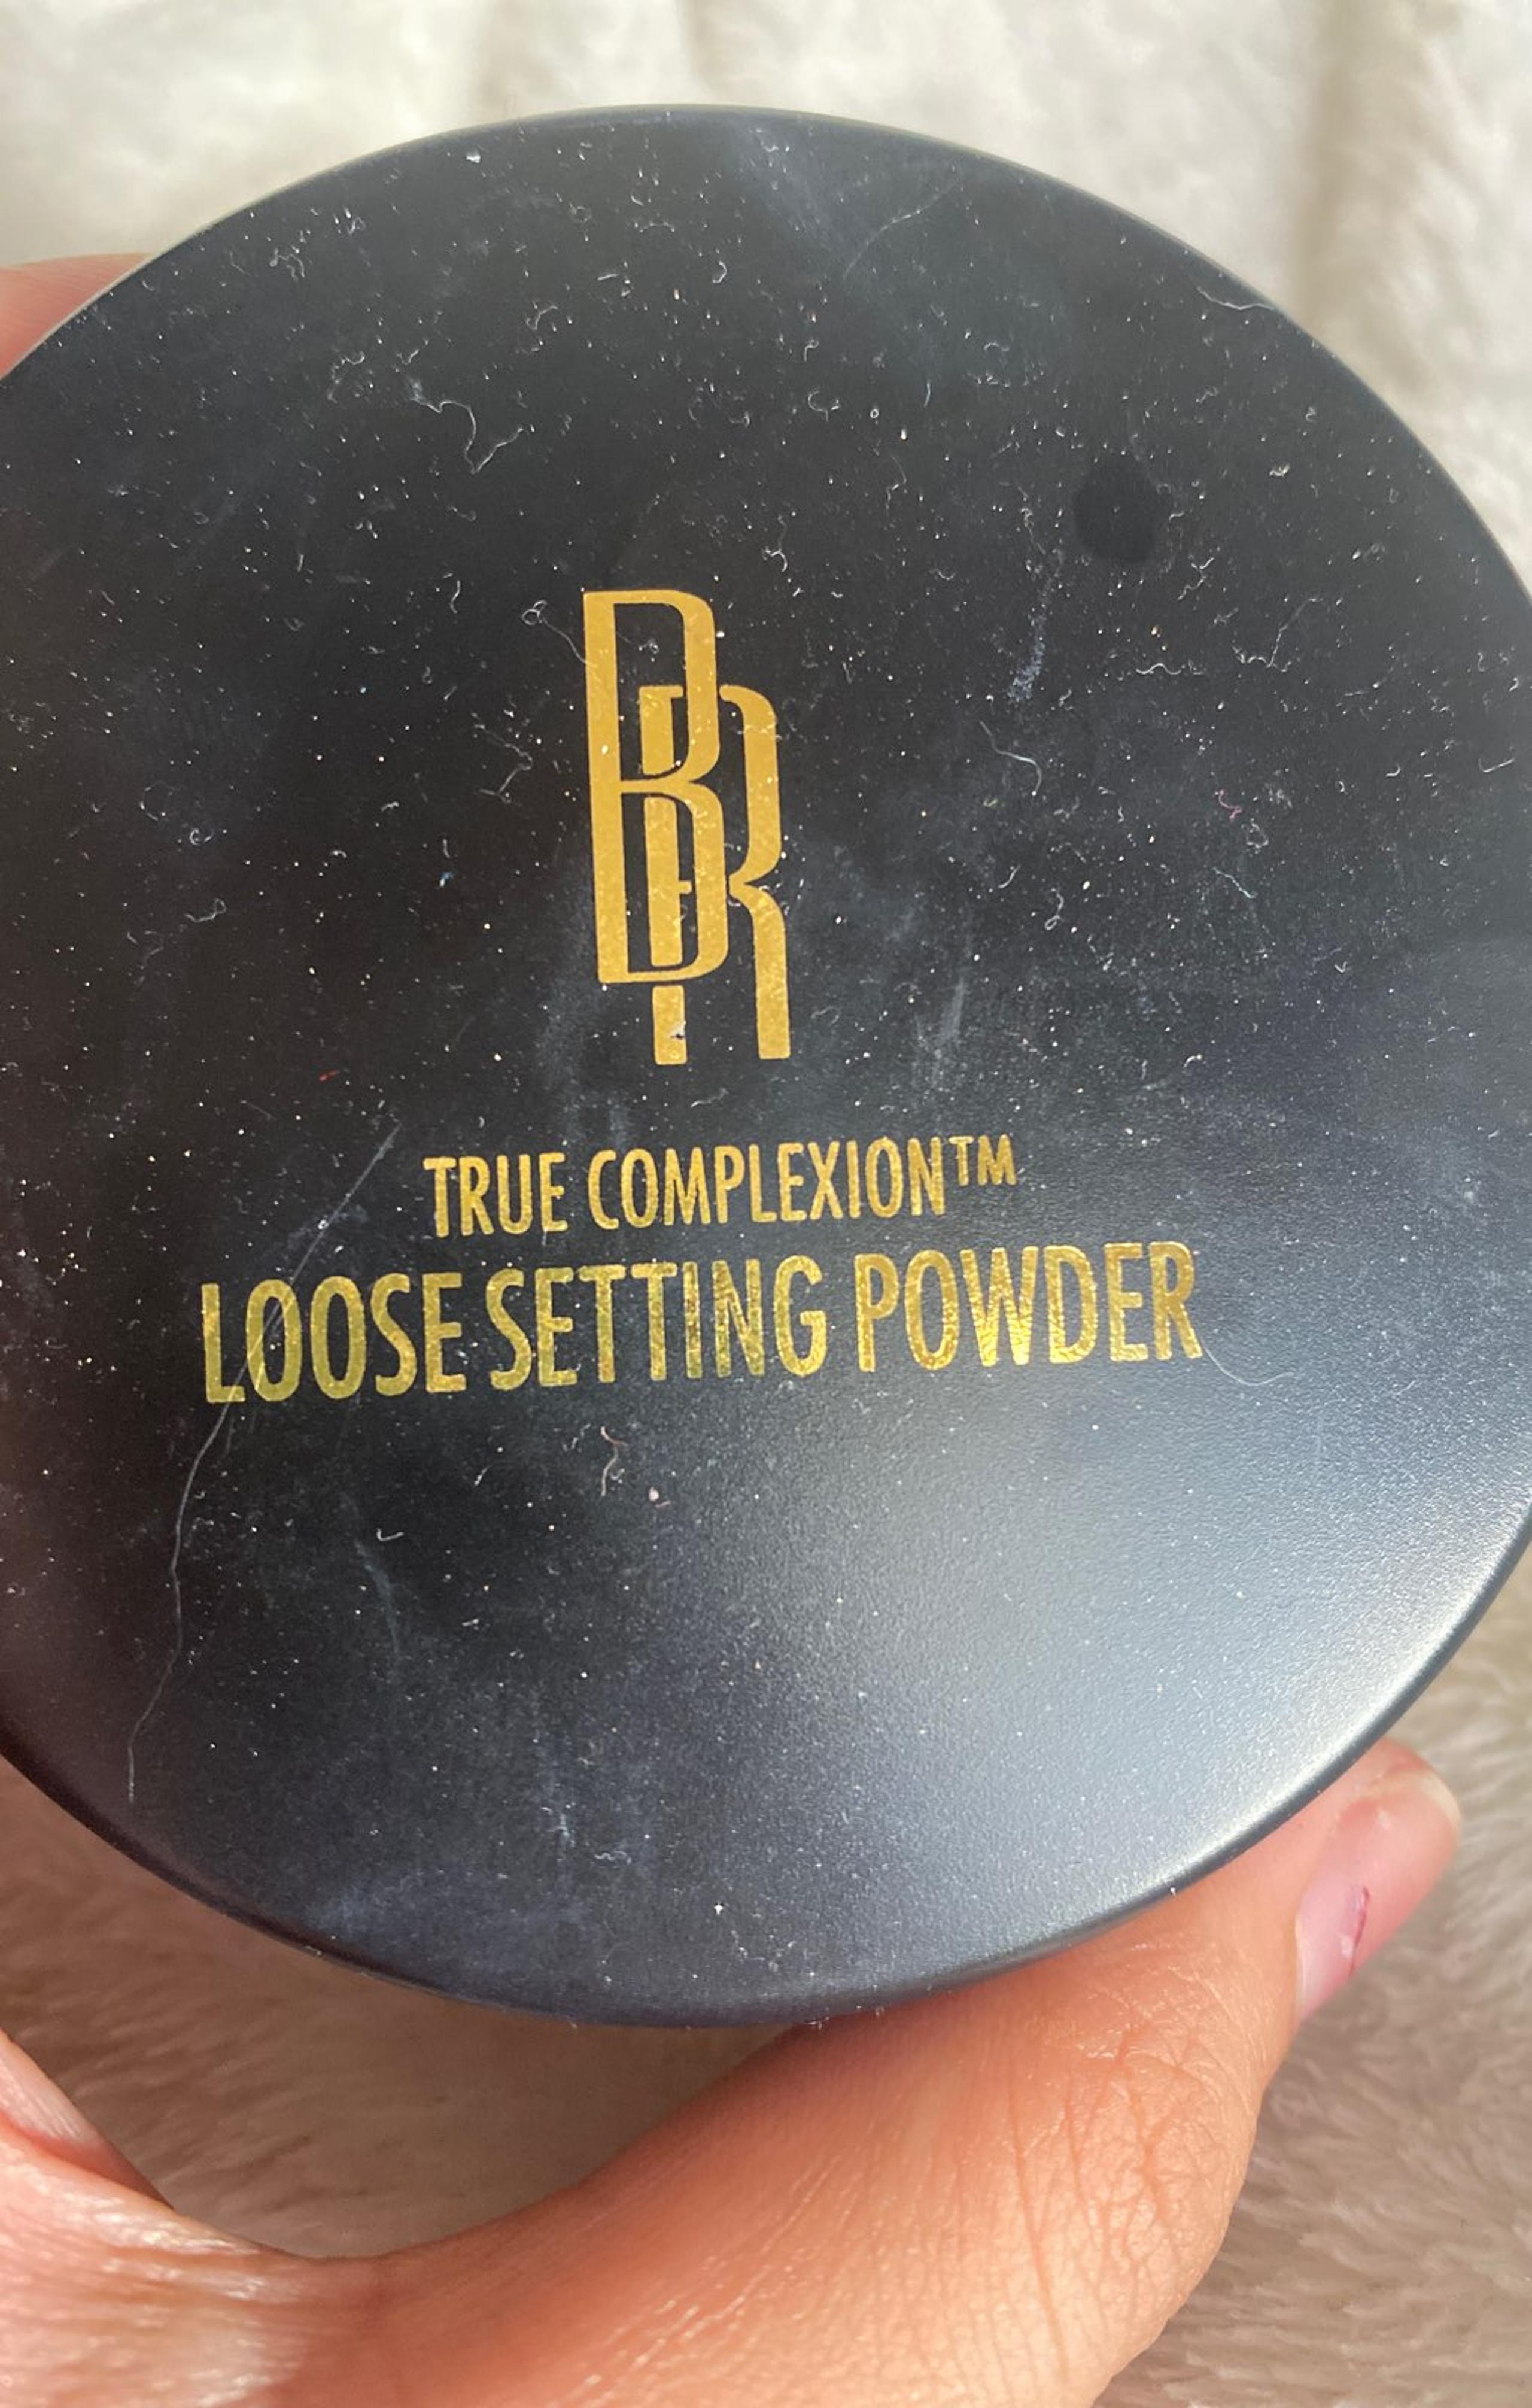 BR
TRUE COMPLEXION™
LOOSE SETTING POWDER